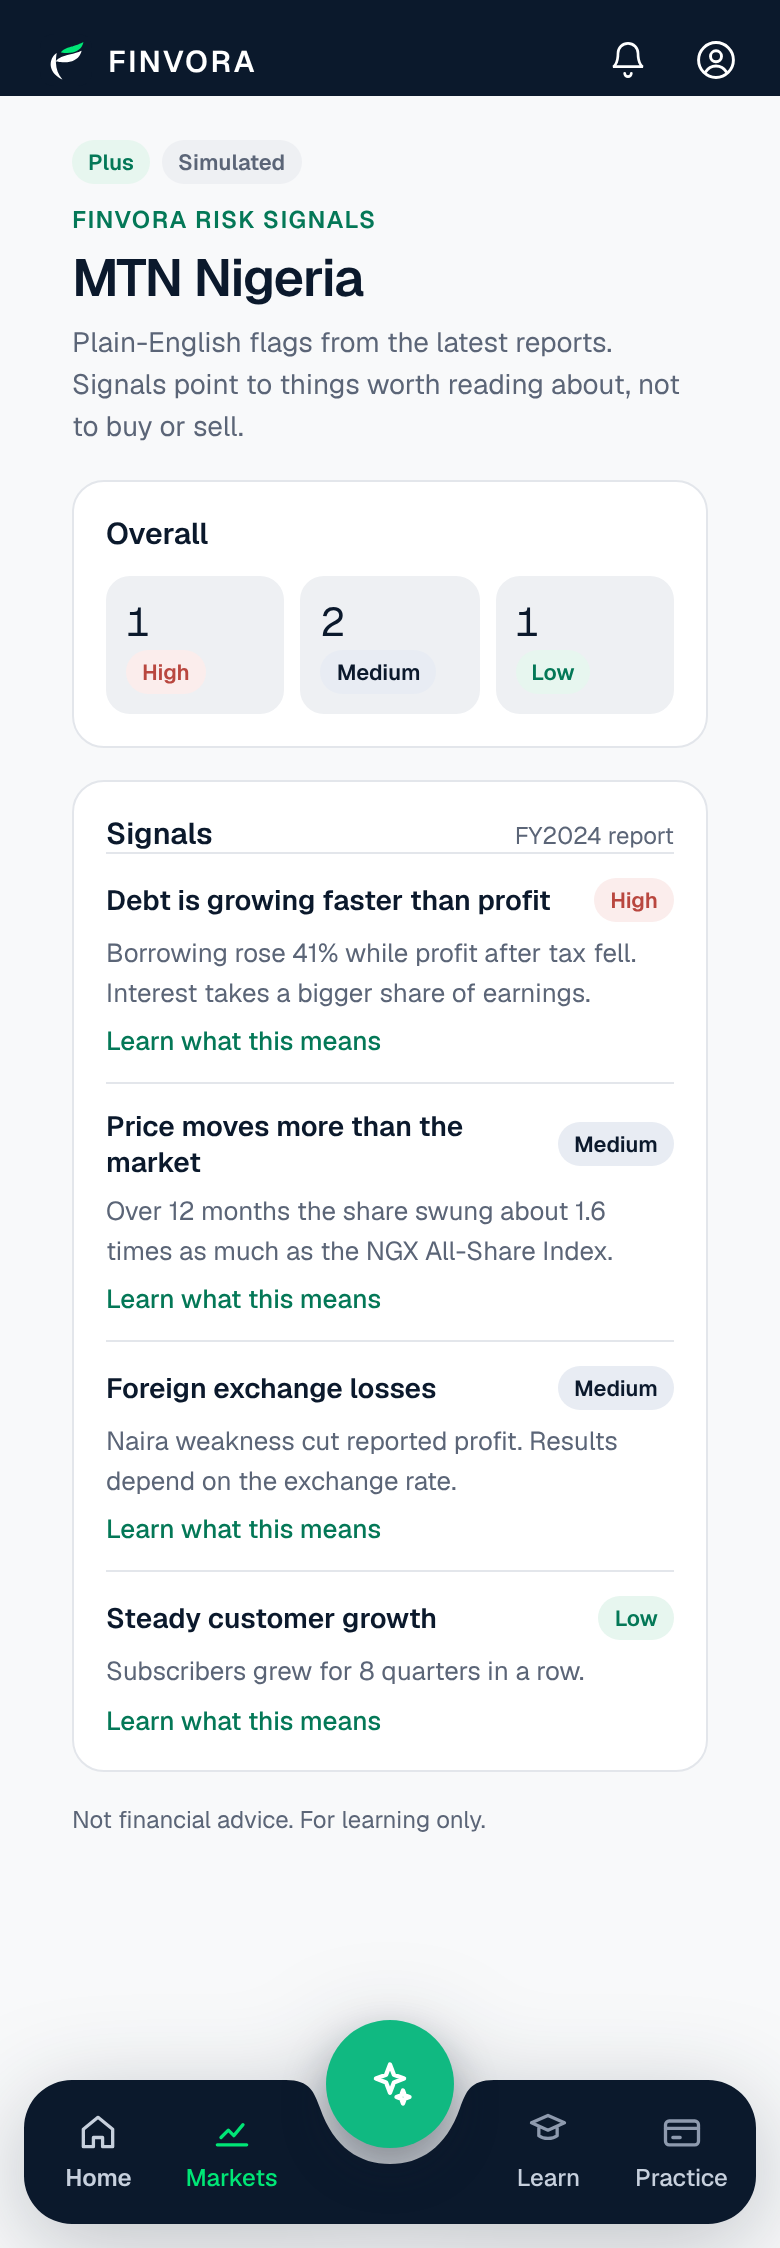 FINVORA
Plus
Simulated
FINVORA RISK SIGNALS
MTN Nigeria
Plain-English flags from the latest reports.
Signals point to things worth reading about, not
to buy or sell.
Overall
1
High
2
Medium
1
Low
Signals
FY2024 report
Debt is growing faster than profit
High
Borrowing rose 41% while profit after tax fell.
Interest takes a bigger share of earnings.
Learn what this means
Price moves more than the
market
Medium
Over 12 months the share swung about 1.6
times as much as the NGX All-Share Index.
Learn what this means
Foreign exchange losses
Medium
Naira weakness cut reported profit. Results
depend on the exchange rate.
Learn what this means
Steady customer growth
Low
Subscribers grew for 8 quarters in a row.
Learn what this means
Not financial advice. For learning only.
Home
Markets
Learn
Practice